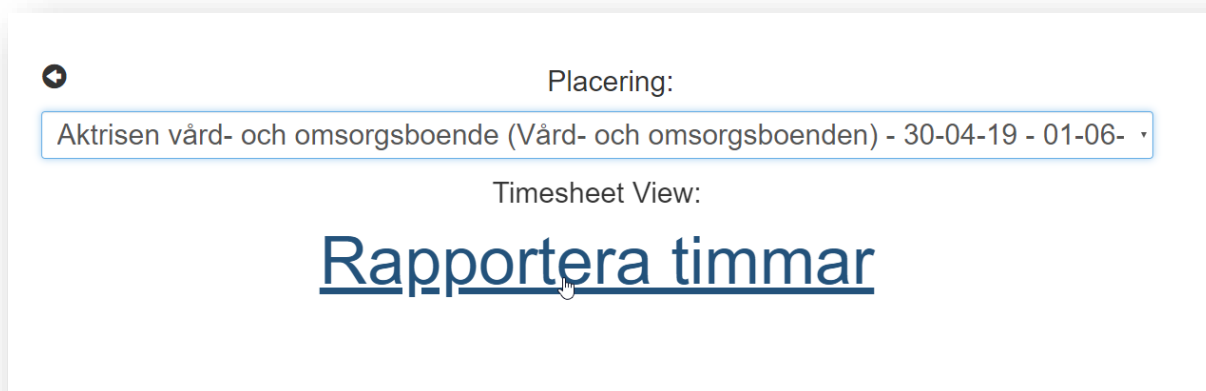 Placering:
Aktrisen vård- och omsorgsboende (Vård- och omsorgsboenden) - 30-04-19 - 01-06-
Timesheet View:
Rapportera timmar